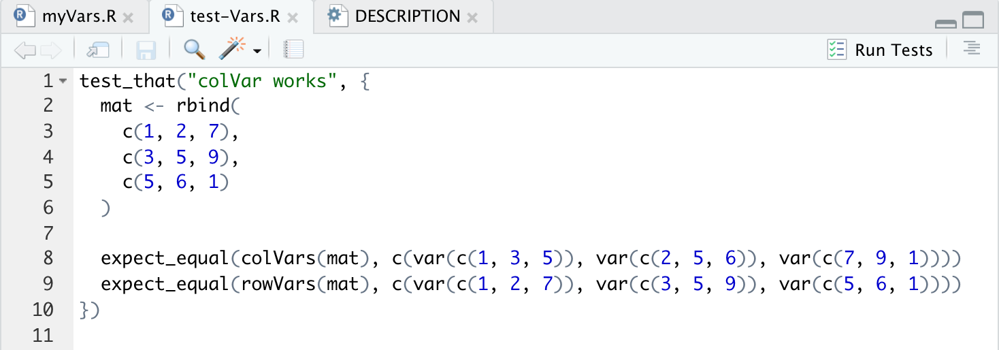 myVars.R test-Vars.R DESCRIPTION
Run Tests
1 test_that("colVar works", {
2   mat <- rbind(
3     c(1, 2, 7),
4     c(3, 5, 9),
5     c(5, 6, 1)
6   )
7
8   expect_equal(colVars(mat), c(var(c(1, 3, 5)), var(c(2, 5, 6)), var(c(7, 9, 1))))
9   expect_equal(rowVars(mat), c(var(c(1, 2, 7)), var(c(3, 5, 9)), var(c(5, 6, 1))))
10 })
11